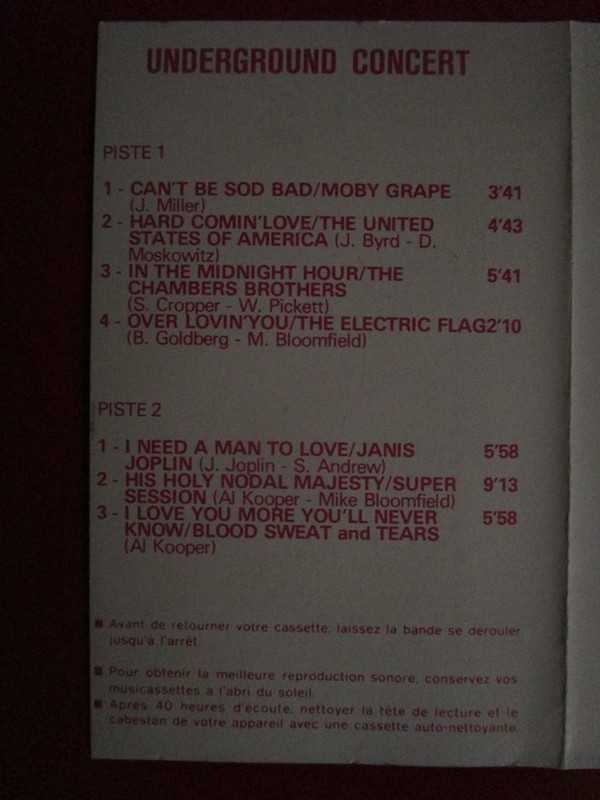 UNDERGROUND CONCERT
PISTE 1
1 - CAN'T BE SOD BAD/MOBY GRAPE 3'41
(J. Miller)
2 - HARD COMIN'LOVE/THE UNITED 4'43
STATES OF AMERICA (J. Byrd - D.
Moskowitz)
3 - IN THE MIDNIGHT HOUR/THE 5'41
CHAMBERS BROTHERS
(S. Cropper - W. Pickett)
4 - OVER LOVIN'YOU/THE ELECTRIC FLAG2'10
(B. Goldberg - M. Bloomfield)
PISTE 2
1 - I NEED A MAN TO LOVE/JANIS 5'58
JOPLIN (J. Joplin - S. Andrew)
2 - HIS HOLY NODAL MAJESTY/SUPER 9'13
SESSION (Al Kooper - Mike Bloomfield)
3 - I LOVE YOU MORE YOU'LL NEVER 5'58
KNOW/BLOOD SWEAT and TEARS
(Al Kooper)
■ Avant de retourner votre cassette, laissez la bande se dérouler
jusqu'a l'arrêt.
■ Pour obtenir la meilleure reproduction sonore, conservez vos
musicassettes a l'abri du soleil.
■ Après 40 heures d'écoute, nettoyer la tête de lecture et le
cabestan de votre appareil avec une cassette auto-nettoyante.